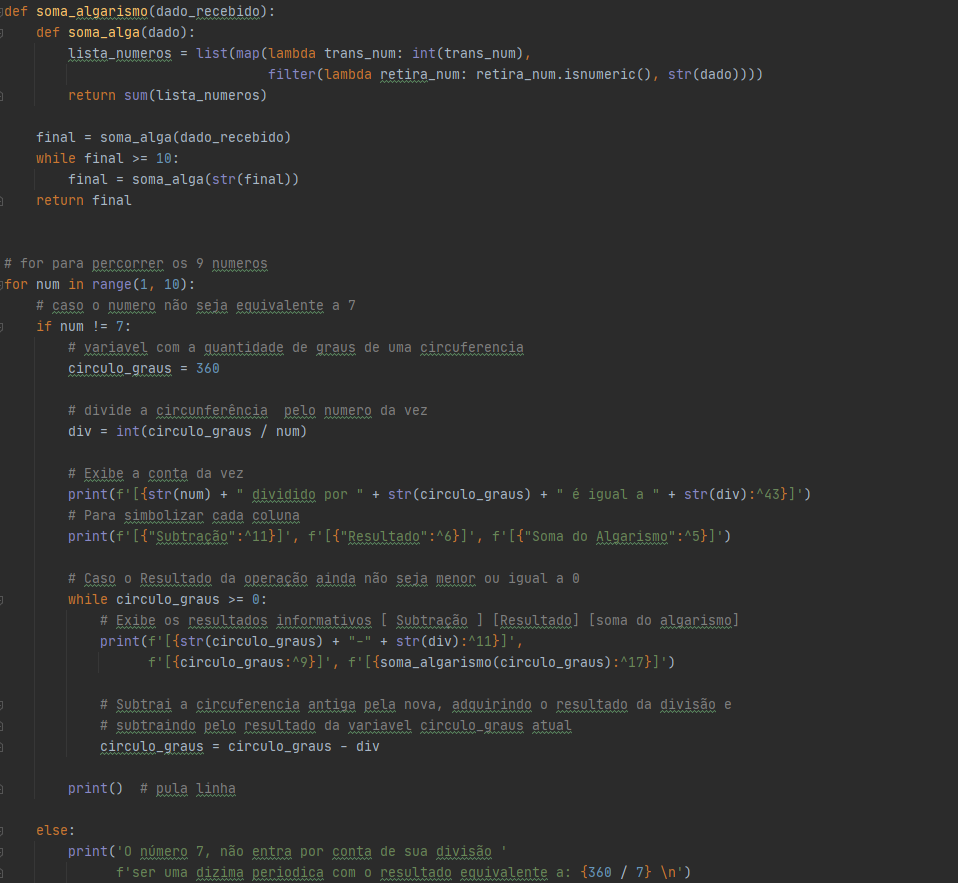 def soma_algarismo(dado_recebido):
    def soma_alga(dado):
        lista_numeros = list(map(lambda trans_num: int(trans_num),
                                 filter(lambda retira_num: retira_num.isnumeric(), str(dado))))
        return sum(lista_numeros)

    final = soma_alga(dado_recebido)
    while final >= 10:
        final = soma_alga(str(final))
    return final


# for para percorrer os 9 numeros
for num in range(1, 10):
    # caso o numero não seja equivalente a 7
    if num != 7:
        # variavel com a quantidade de graus de uma circuferencia
        circulo_graus = 360

        # divide a circunferência  pelo numero da vez
        div = int(circulo_graus / num)

        # Exibe a conta da vez
        print(f'[{str(num) + " dividido por " + str(circulo_graus) + " é igual a " + str(div):^43}]')
        # Para simbolizar cada coluna
        print(f'[{"Subtração":^11}]', f'[{"Resultado":^6}]', f'[{"Soma do Algarismo":^5}]')

        # Caso o Resultado da operação ainda não seja menor ou igual a 0
        while circulo_graus >= 0:
            # Exibe os resultados informativos [ Subtração ] [Resultado] [soma do algarismo]
            print(f'[{str(circulo_graus) + "-" + str(div):^11}]',
                  f'[{circulo_graus:^9}]', f'[{soma_algarismo(circulo_graus):^17}]')

            # Subtrai a circuferencia antiga pela nova, adquirindo o resultado da divisão e
            # subtraindo pelo resultado da variavel circulo_graus atual
            circulo_graus = circulo_graus - div

        print()  # pula linha

    else:
        print('O número 7, não entra por conta de sua divisão '
              f'ser uma dizima periodica com o resultado equivalente a: {360 / 7} \n')